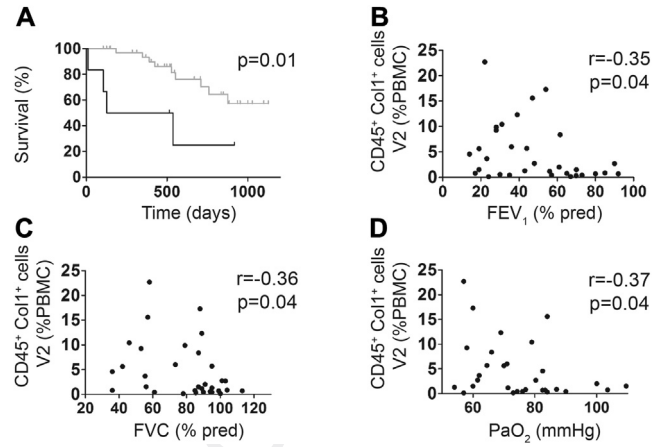 A
Survival (%)
100
80
60
40
20
0
p=0.01
0
500
1000
Time (days)
B
CD45+ Col1+ cells
V2 (%PBMC)
25
20
15
10
5
0
r=-0.35
p=0.04
0
20
40
60
80
100
FEV1 (% pred)
C
CD45+ Col1+ cells
V2 (%PBMC)
25
20
15
10
5
0
r=-0.36
p=0.04
20
40
60
80
100
120
FVC (% pred)
D
CD45+ Col1+ cells
V2 (%PBMC)
25
20
15
10
5
0
r=-0.37
p=0.04
60
80
100
PaO2 (mmHg)